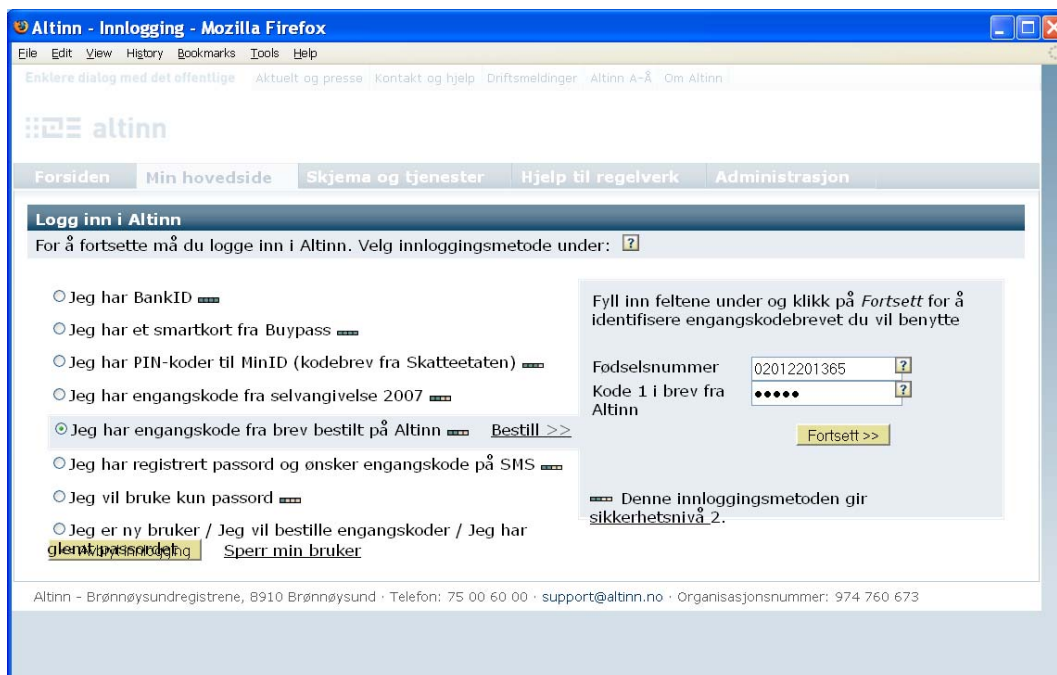 Altinn - Innlogging - Mozilla Firefox
File Edit View History Bookmarks Tools Help
Enklere dialog med det offentlige Aktuelt og presse Kontakt og hjelp Driftsmeldinger Altinn A-Å Om Altinn
altinn
Forsiden Min hovedside Skjema og tjenester Hjelp til regelverk Administrasjon
Logg inn i Altinn
For å fortsette må du logge inn i Altinn. Velg innloggingsmetode under: ?
Jeg har BankID
Jeg har et smartkort fra Buypass
Jeg har PIN-koder til MinID (kodebrev fra Skatteetaten)
Jeg har engangskode fra selvangivelse 2007
Jeg har engangskode fra brev bestilt på Altinn Bestill >>
Jeg har registrert passord og ønsker engangskode på SMS
Jeg vil bruke kun passord
Jeg er ny bruker / Jeg vil bestille engangskoder / Jeg har
glemt passordet
<< Avbryt innlogging Sperr min bruker
Fyll inn feltene under og klikk på Fortsett for å
identifisere engangskodebrevet du vil benytte
Fødselsnummer 02012201365 ?
Kode 1 i brev fra ●●●●● ?
Altinn
Fortsett >>
Denne innloggingsmetoden gir
sikkerhetsnivå 2.
Altinn - Brønnøysundregistrene, 8910 Brønnøysund · Telefon: 75 00 60 00 · support@altinn.no · Organisasjonsnummer: 974 760 673